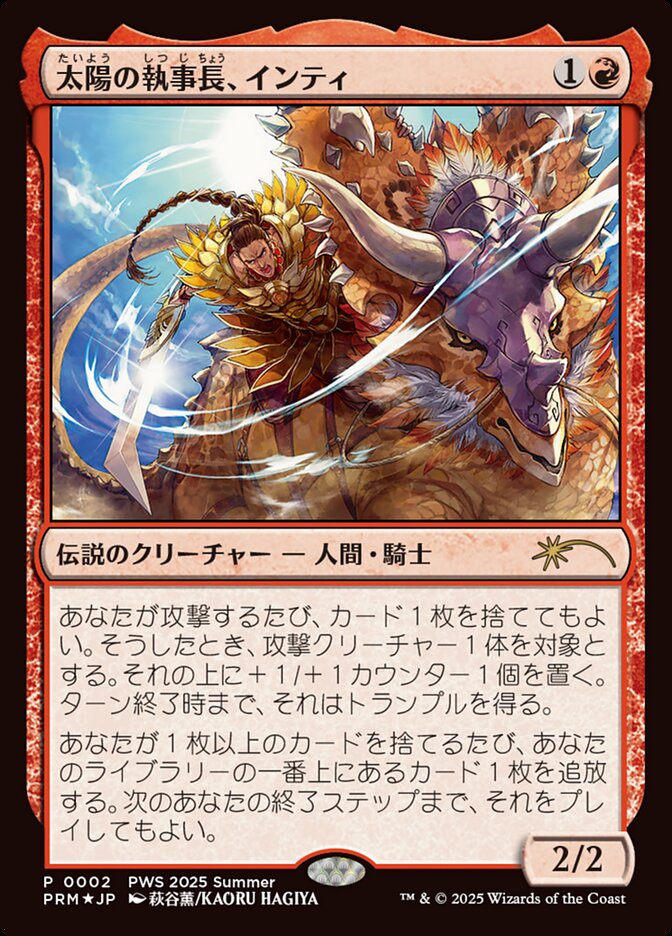 たいよう しつ じ ちょう
太陽の執事長、インティ
1
伝説のクリーチャー — 人間・騎士
あなたが攻撃するたび、カード1枚を捨ててもよ
い。そうしたとき、攻撃クリーチャー1体を対象と
する。それの上に+1/+1カウンター1個を置く。
ターン終了時まで、それはトランプルを得る。
あなたが1枚以上のカードを捨てるたび、あなた
のライブラリーの一番上にあるカード1枚を追放
する。次のあなたの終了ステップまで、それをプレ
イしてもよい。
2/2
P 0002 PWS 2025 Summer
PRM★JP 萩谷薫/KAORU HAGIYA
™ & © 2025 Wizards of the Coast